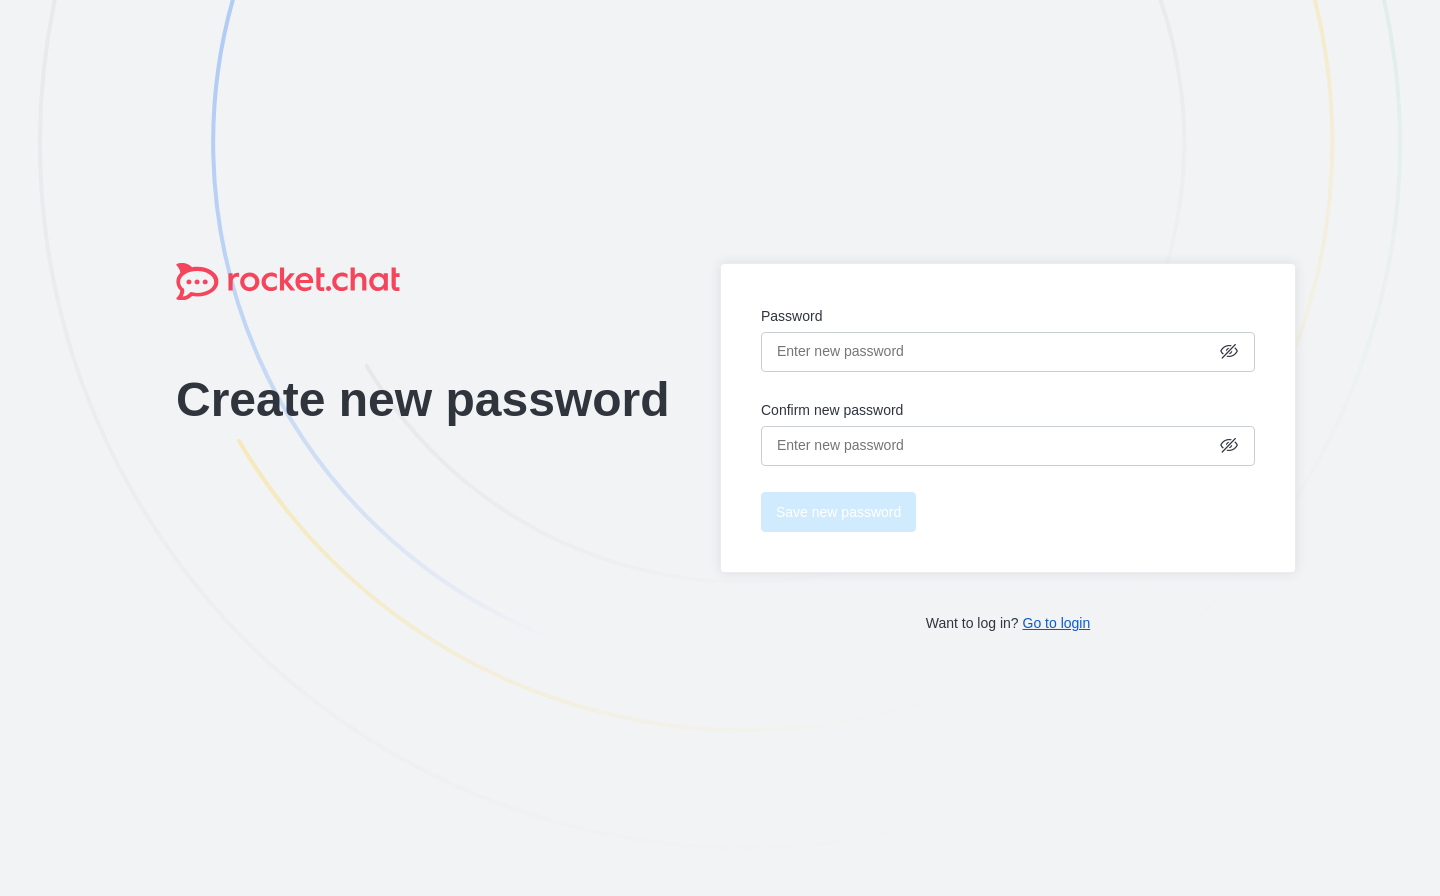 rocket.chat
Create new password
Password
Enter new password
Confirm new password
Enter new password
Save new password
Want to log in? Go to login